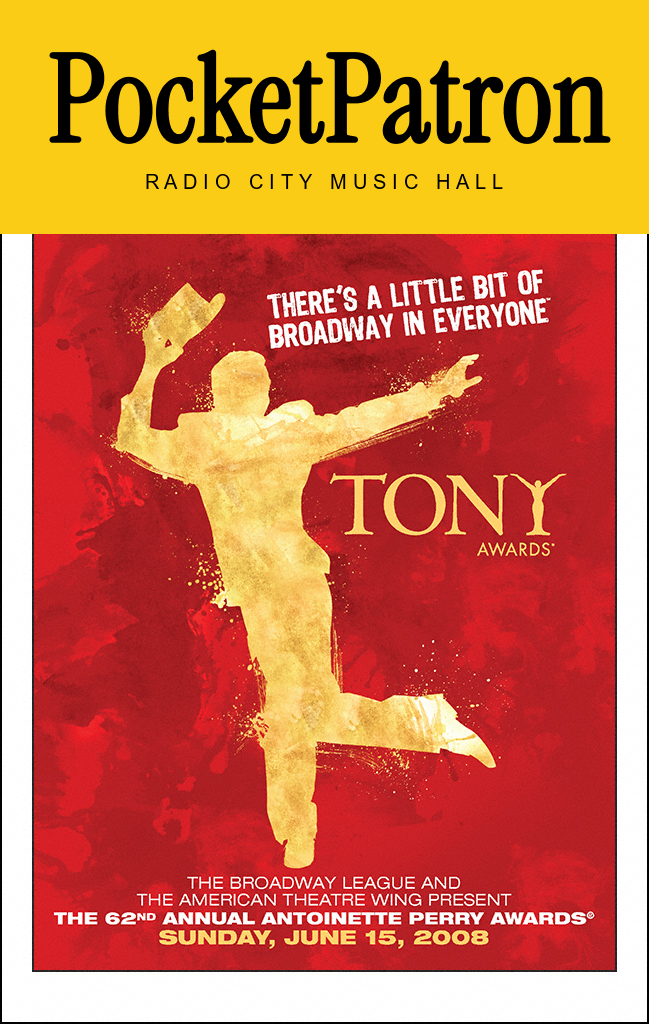 PocketPatron
RADIO CITY MUSIC HALL
THERE'S A LITTLE BIT OF
BROADWAY IN EVERYONE™
TONY
AWARDS®
THE BROADWAY LEAGUE AND
THE AMERICAN THEATRE WING PRESENT
THE 62ND ANNUAL ANTOINETTE PERRY AWARDS®
SUNDAY, JUNE 15, 2008